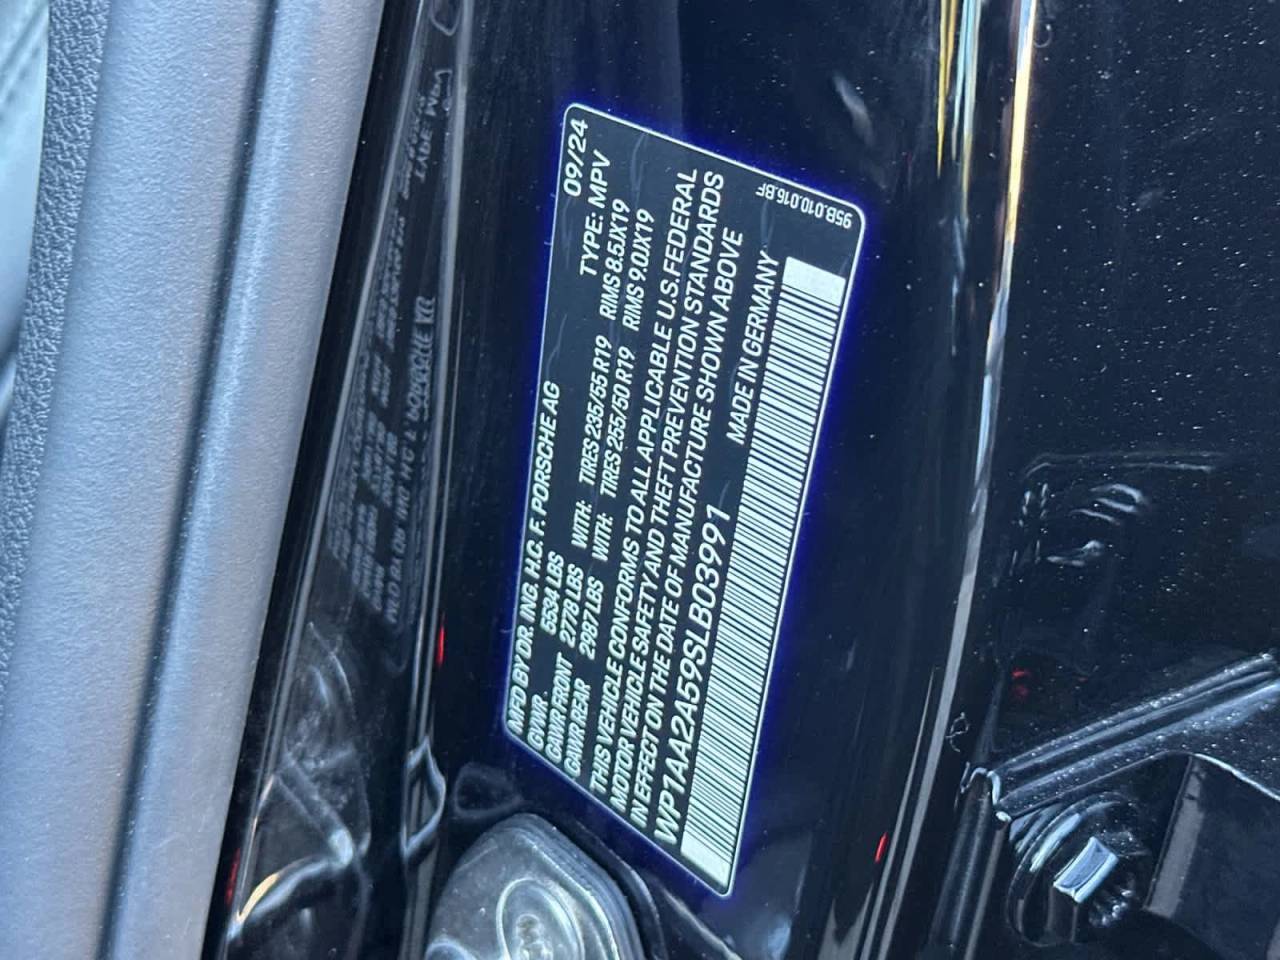 MFD BY DR. ING. H.C. F. PORSCHE AG 09/24
GVWR. 5534 LBS TYPE: MPV
GAWR FRONT 2778 LBS WITH: TIRES 235/55 R19 RIMS 8.5JX19
GAWR REAR 2987 LBS WITH: TIRES 255/50 R19 RIMS 9.0JX19
THIS VEHICLE CONFORMS TO ALL APPLICABLE U.S. FEDERAL
MOTOR VEHICLE SAFETY AND THEFT PREVENTION STANDARDS
IN EFFECT ON THE DATE OF MANUFACTURE SHOWN ABOVE
WP1AA2A59SLB03991 MADE IN GERMANY
95B.010.016.BF